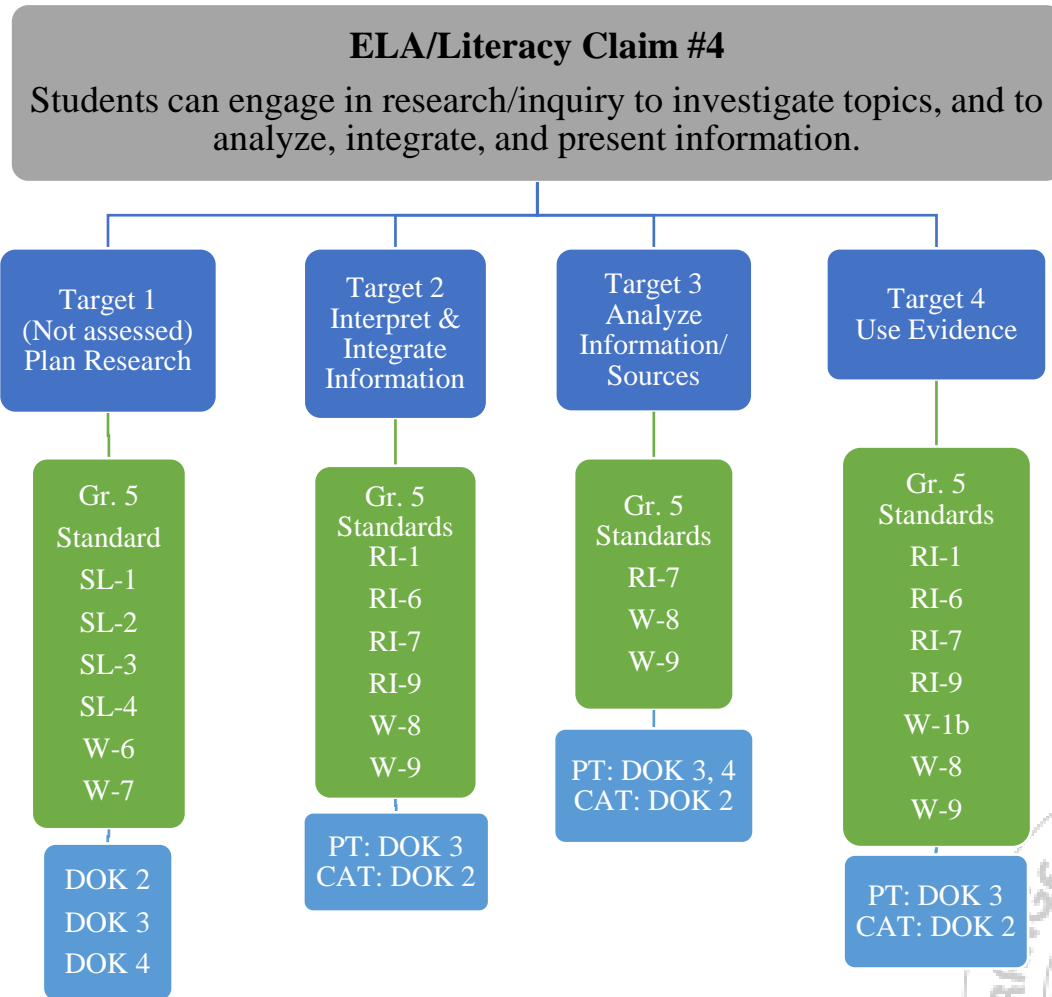 ELA/Literacy Claim #4
Students can engage in research/inquiry to investigate topics, and to
analyze, integrate, and present information.
Target 1
(Not assessed)
Plan Research
Gr. 5
Standard
SL-1
SL-2
SL-3
SL-4
W-6
W-7
DOK 2
DOK 3
DOK 4
Target 2
Interpret &
Integrate
Information
Gr. 5
Standards
RI-1
RI-6
RI-7
RI-9
W-8
W-9
PT: DOK 3
CAT: DOK 2
Target 3
Analyze
Information/
Sources
Gr. 5
Standards
RI-7
W-8
W-9
PT: DOK 3, 4
CAT: DOK 2
Target 4
Use Evidence
Gr. 5
Standards
RI-1
RI-6
RI-7
RI-9
W-1b
W-8
W-9
PT: DOK 3
CAT: DOK 2